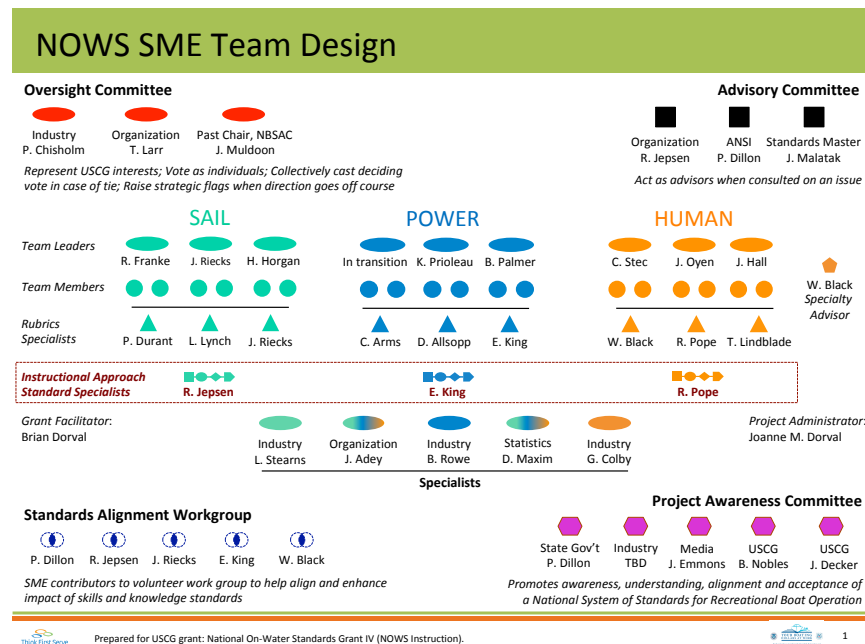 NOWS SME Team Design
Oversight Committee
Industry
P. Chisholm
Organization
T. Larr
Past Chair, NBSAC
J. Muldoon
Represent USCG interests; Vote as individuals; Collectively cast deciding
vote in case of tie; Raise strategic flags when direction goes off course
Advisory Committee
Organization
R. Jepsen
ANSI
P. Dillon
Standards Master
J. Malatak
Act as advisors when consulted on an issue
SAIL
POWER
HUMAN
Team Leaders
R. Franke
J. Riecks
H. Horgan
In transition
K. Prioleau
B. Palmer
C. Stec
J. Oyen
J. Hall
Team Members
W. Black
Specialty
Advisor
Rubrics
Specialists
P. Durant
L. Lynch
J. Riecks
C. Arms
D. Allsopp
E. King
W. Black
R. Pope
T. Lindblade
Instructional Approach
Standard Specialists
R. Jepsen
E. King
R. Pope
Grant Facilitator:
Brian Dorval
Industry
L. Stearns
Organization
J. Adey
Industry
B. Rowe
Statistics
D. Maxim
Industry
G. Colby
Specialists
Project Administrator:
Joanne M. Dorval
Standards Alignment Workgroup
P. Dillon
R. Jepsen
J. Riecks
E. King
W. Black
SME contributors to volunteer work group to help align and enhance
impact of skills and knowledge standards
Project Awareness Committee
State Gov't
P. Dillon
Industry
TBD
Media
J. Emmons
USCG
B. Nobles
USCG
J. Decker
Promotes awareness, understanding, alignment and acceptance of
a National System of Standards for Recreational Boat Operation
Think First Serve
Prepared for USCG grant: National On-Water Standards Grant IV (NOWS Instruction).
1